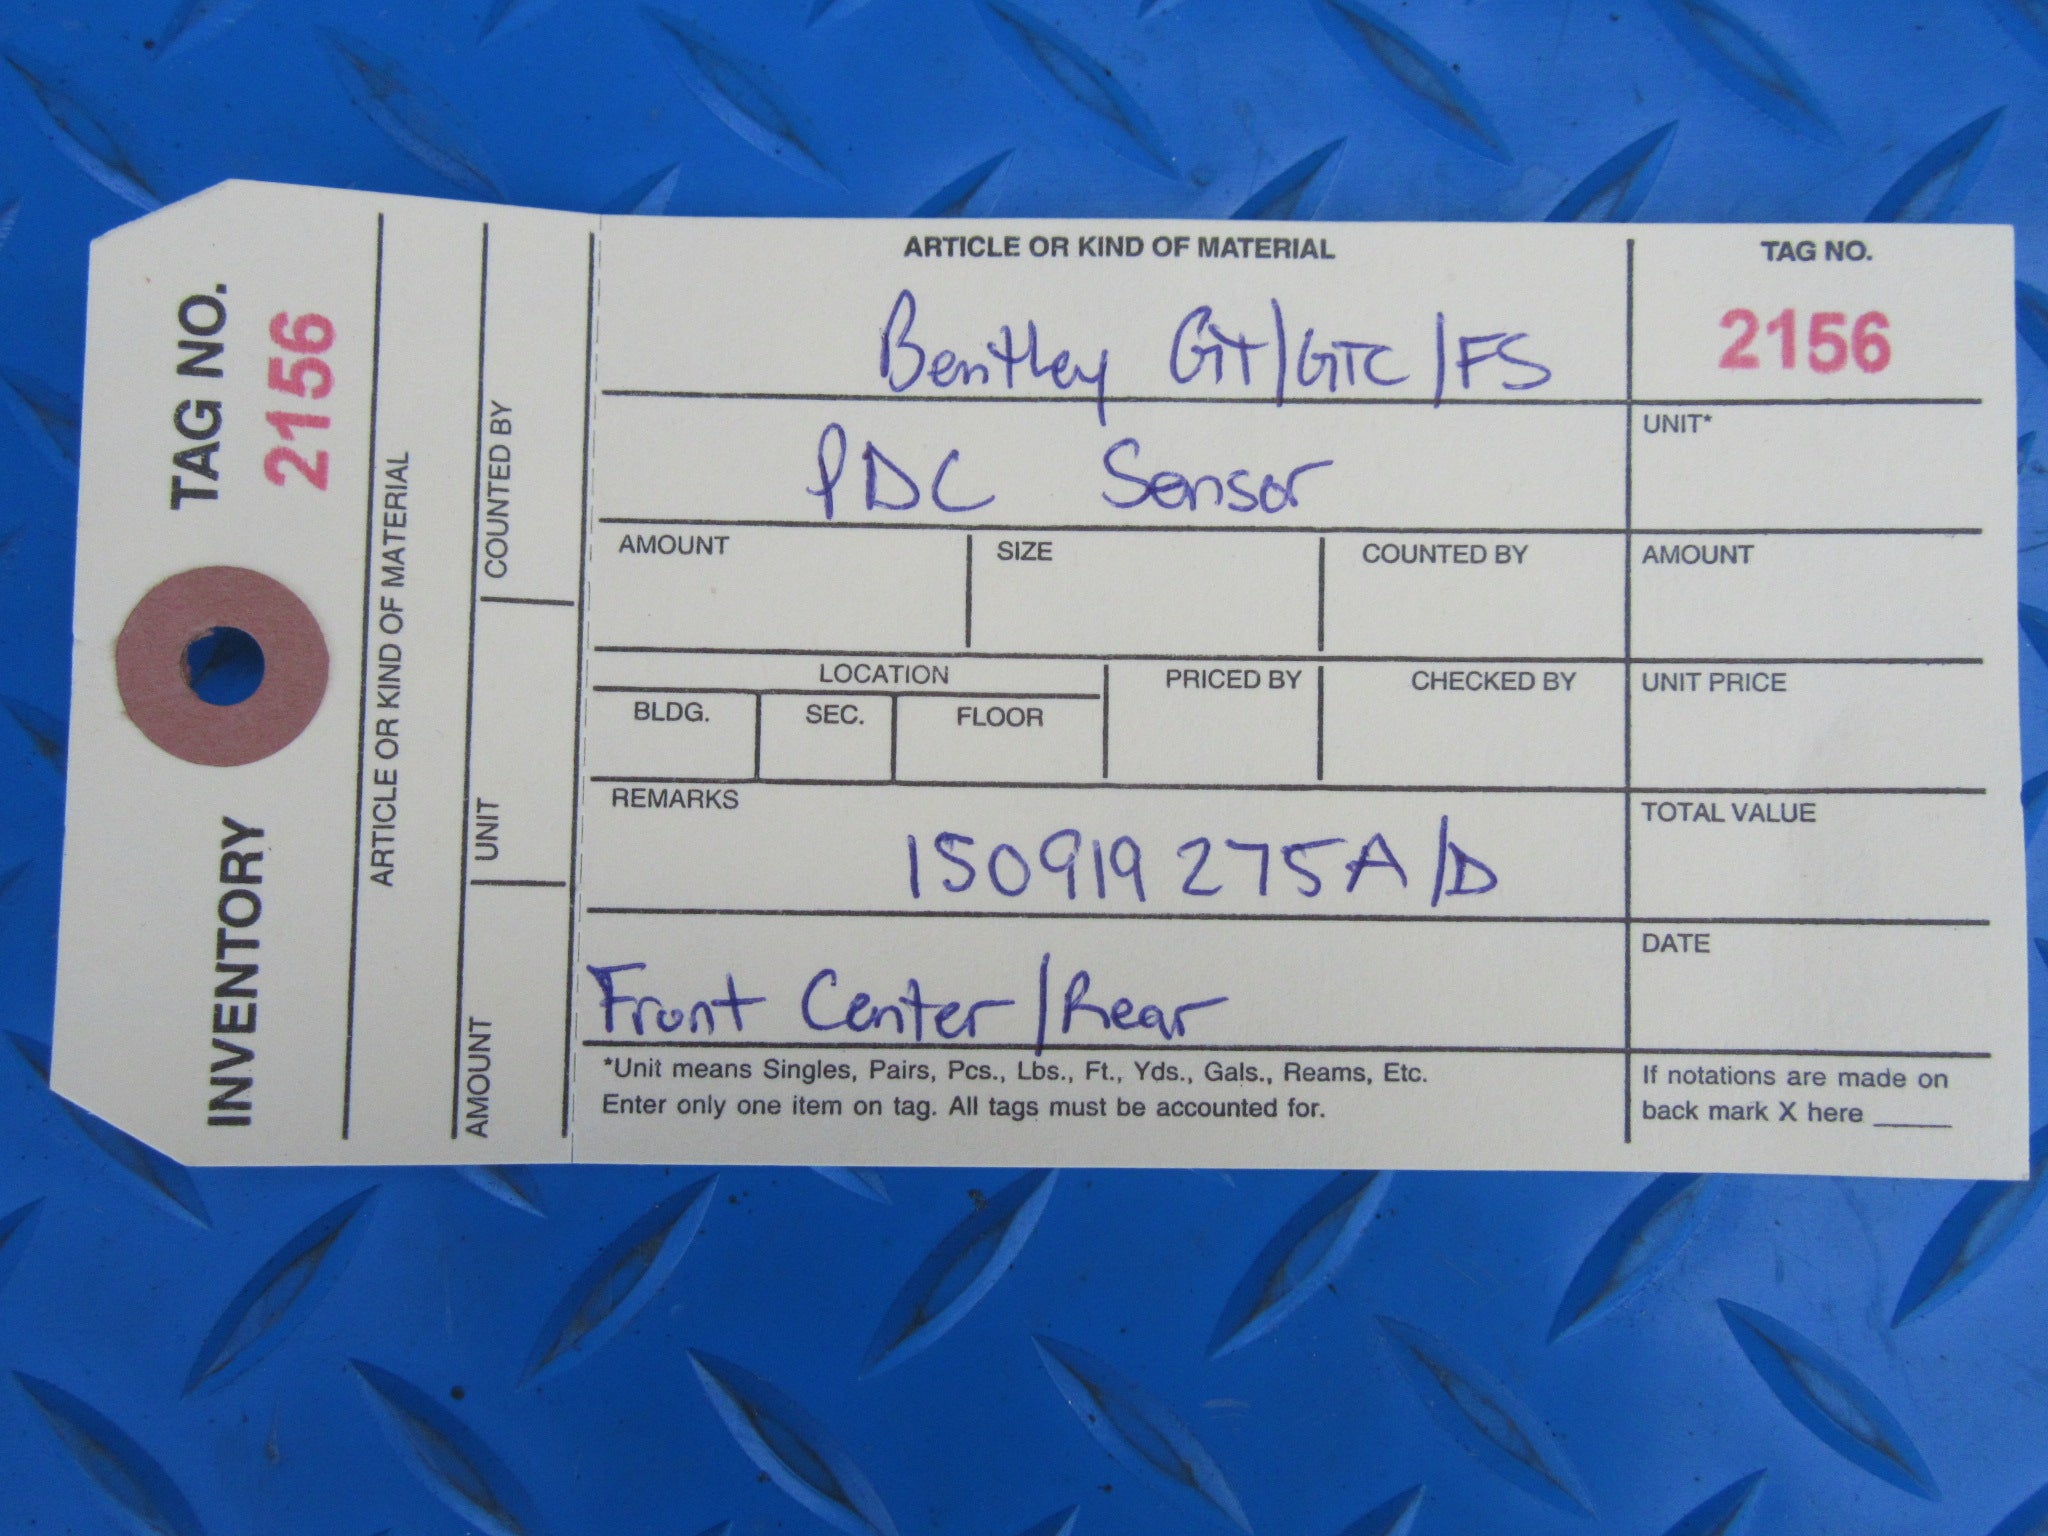 INVENTORY TAG NO.
2156
ARTICLE OR KIND OF MATERIAL
AMOUNT UNIT COUNTED BY
ARTICLE OR KIND OF MATERIAL TAG NO.
Bentley GT/GTC/FS 2156
PDC Sensor UNIT*
AMOUNT SIZE COUNTED BY AMOUNT
LOCATION PRICED BY CHECKED BY UNIT PRICE
BLDG. SEC. FLOOR
REMARKS TOTAL VALUE
1S0919275A/D
DATE
Front Center/Rear
*Unit means Singles, Pairs, Pcs., Lbs., Ft., Yds., Gals., Reams, Etc.
Enter only one item on tag. All tags must be accounted for.
If notations are made on
back mark X here